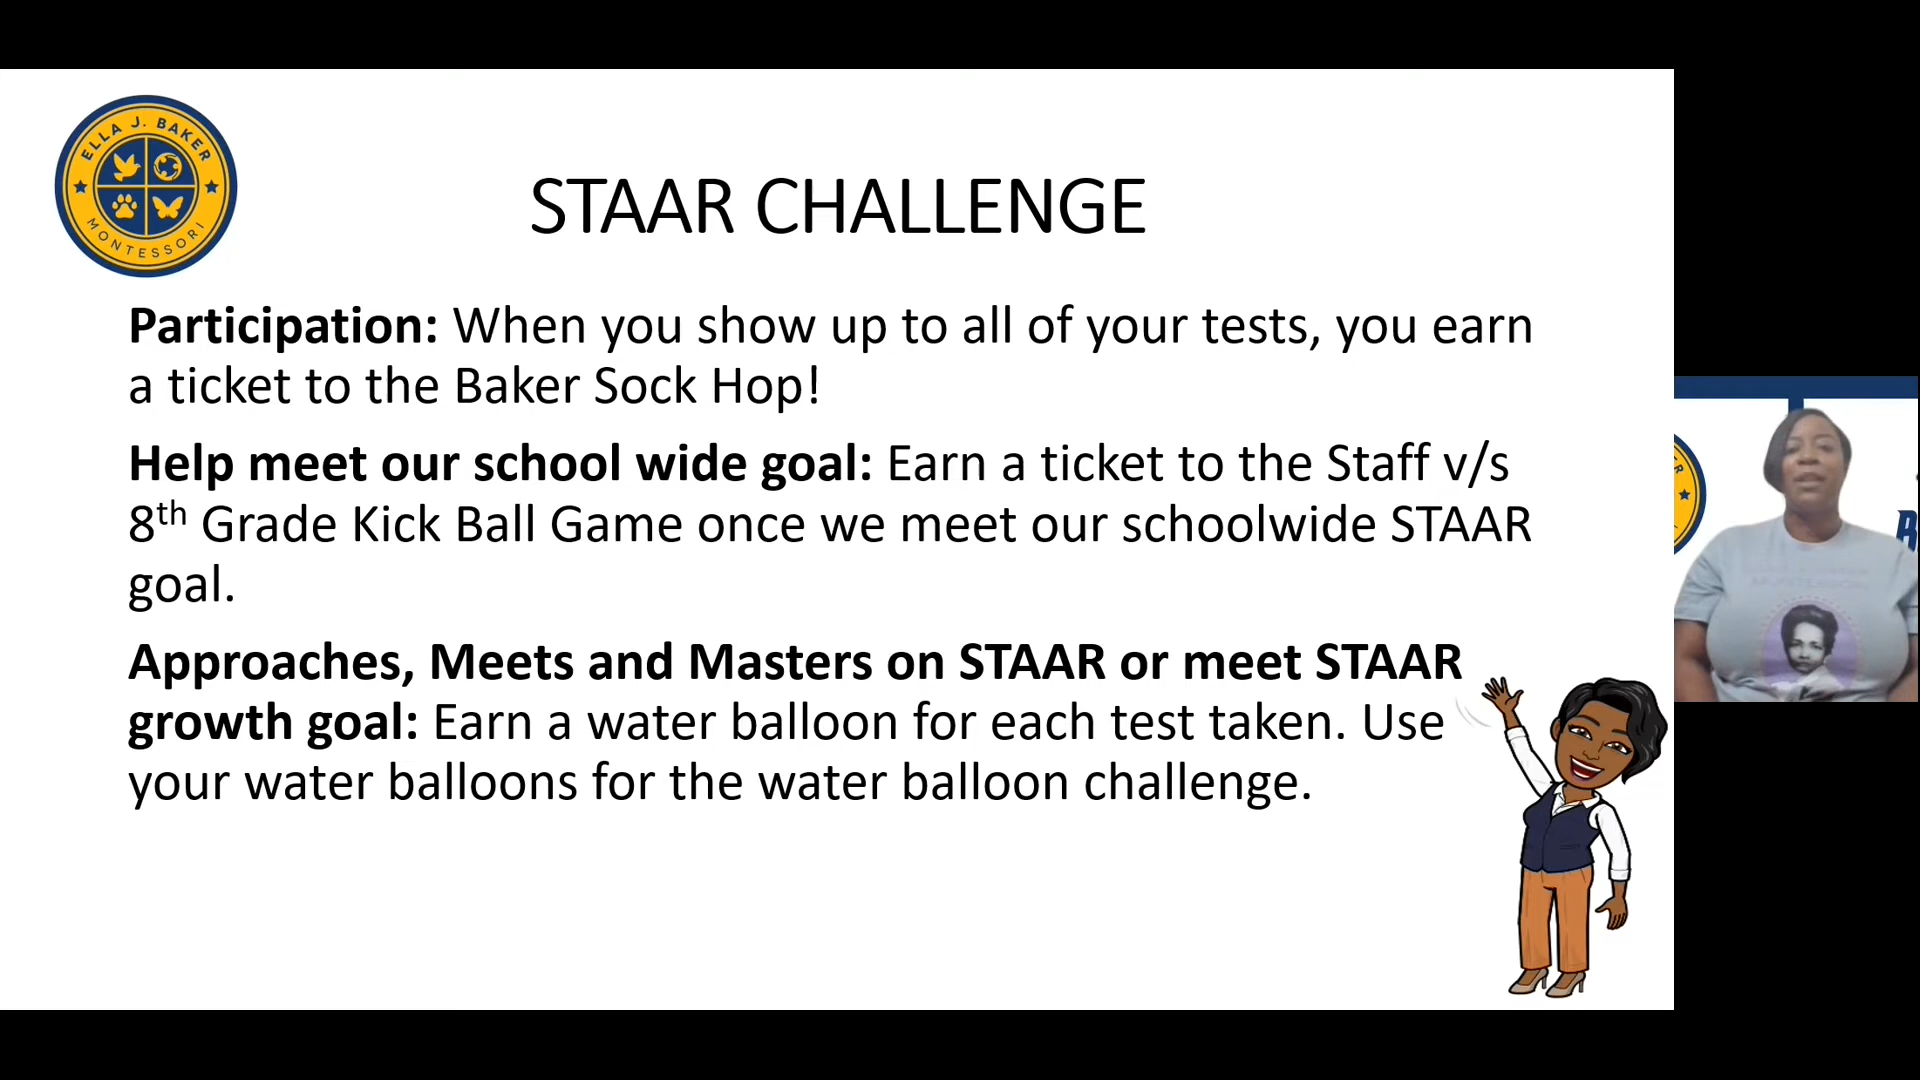 ELLA J. BAKER
MONTESSORI
STAAR CHALLENGE
Participation: When you show up to all of your tests, you earn
a ticket to the Baker Sock Hop!
Help meet our school wide goal: Earn a ticket to the Staff v/s
8th Grade Kick Ball Game once we meet our schoolwide STAAR
goal.
Approaches, Meets and Masters on STAAR or meet STAAR
growth goal: Earn a water balloon for each test taken. Use
your water balloons for the water balloon challenge.